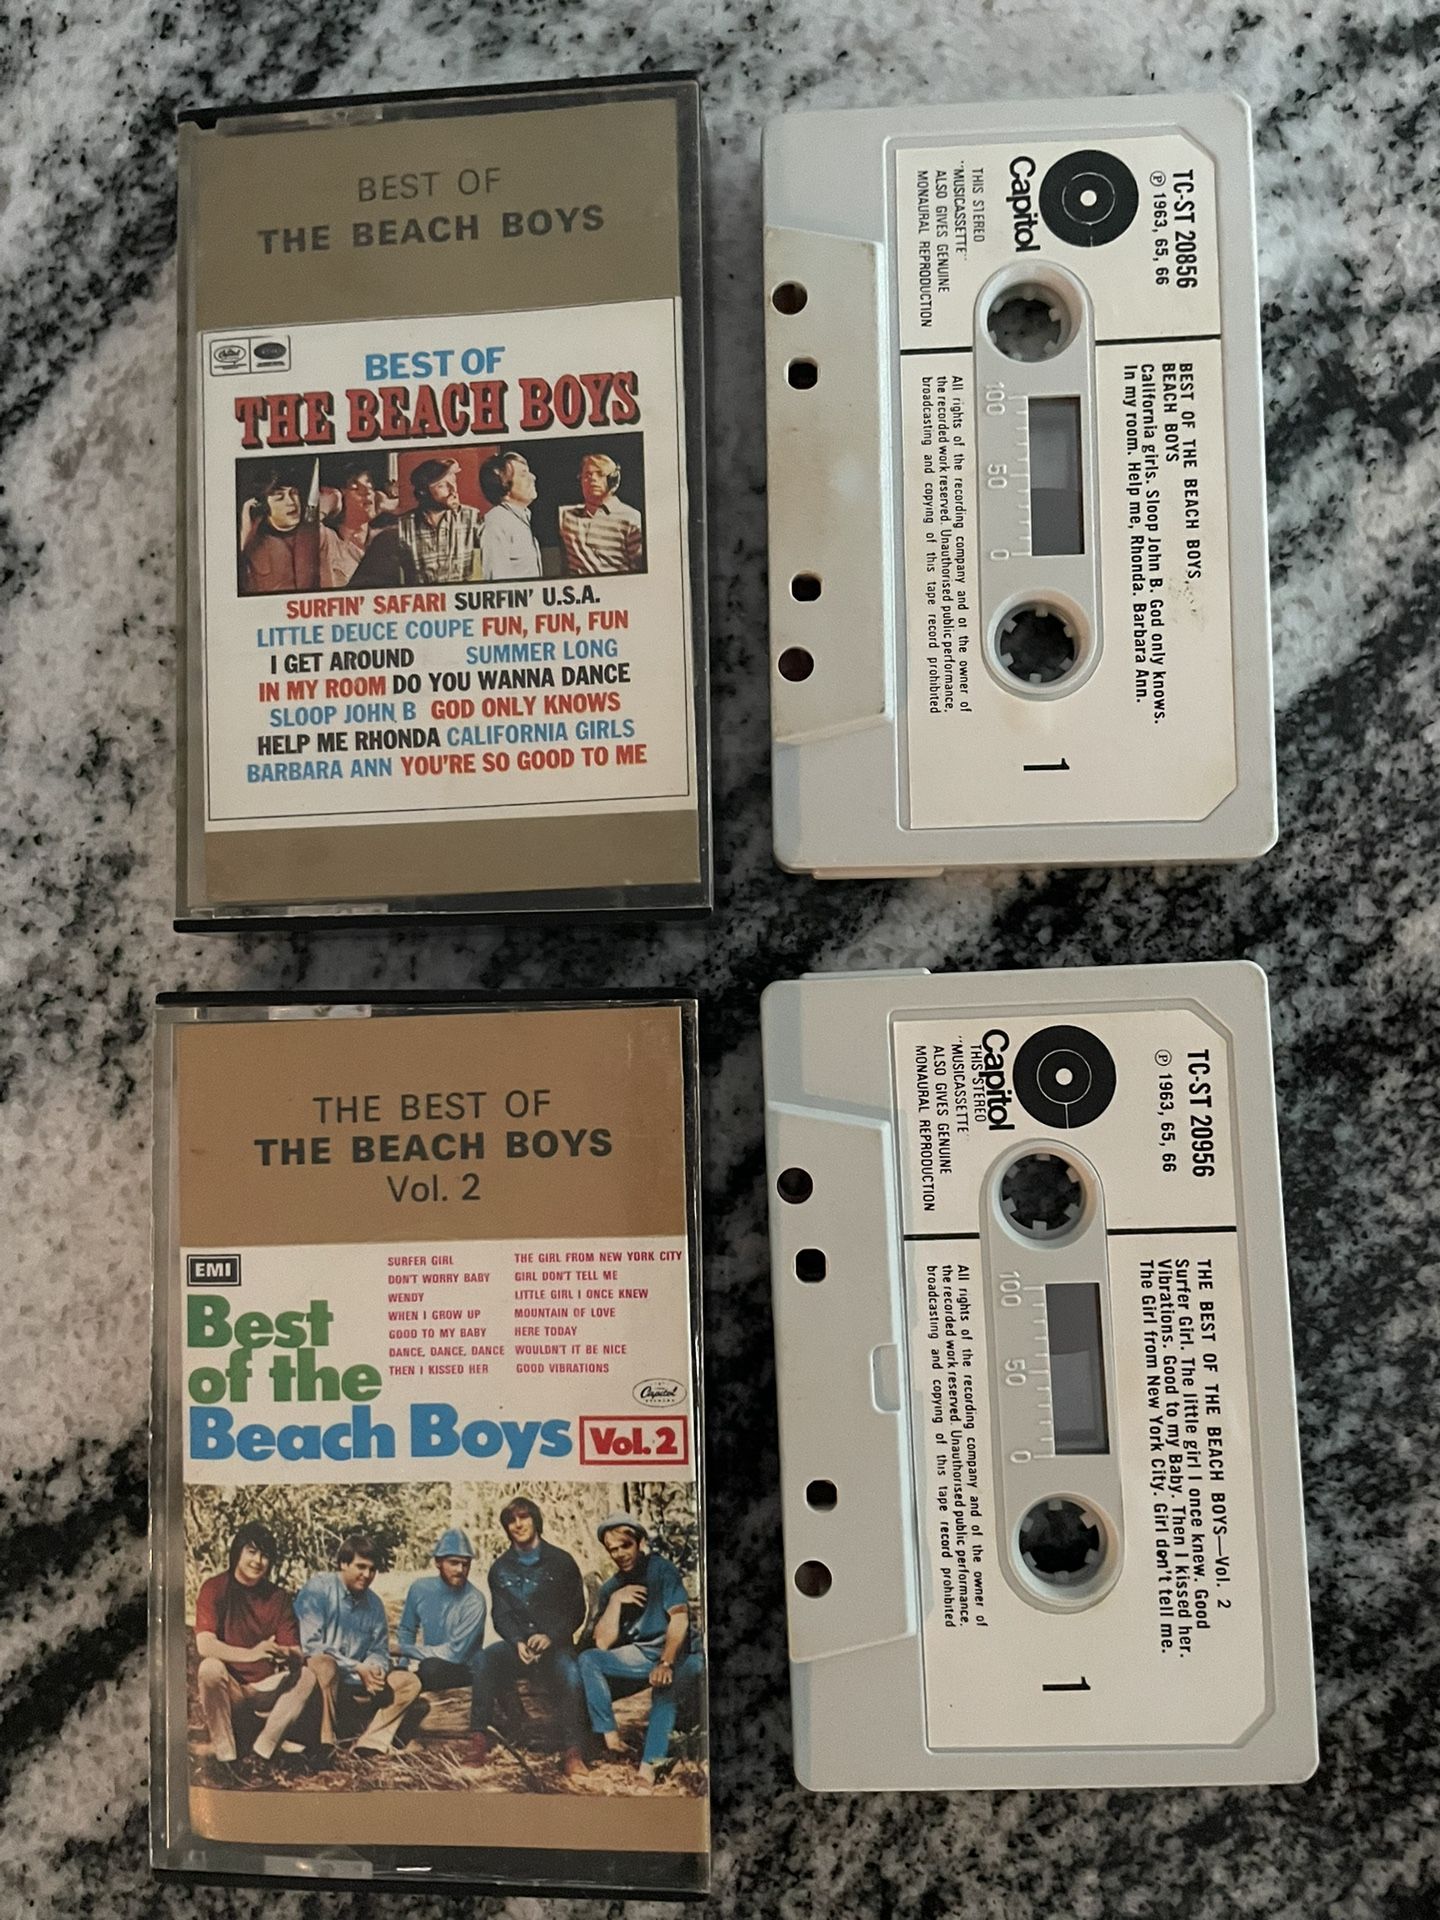 BEST OF
THE BEACH BOYS
BEST OF
THE BEACH BOYS
SURFIN' SAFARI SURFIN' U.S.A.
LITTLE DEUCE COUPE FUN, FUN, FUN
I GET AROUND SUMMER LONG
IN MY ROOM DO YOU WANNA DANCE
SLOOP JOHN B GOD ONLY KNOWS
HELP ME RHONDA CALIFORNIA GIRLS
BARBARA ANN YOU'RE SO GOOD TO ME
TC-ST 20856
℗ 1963, 65, 66
Capitol
THIS STEREO
"MUSICASSETTE"
ALSO GIVES GENUINE
MONAURAL REPRODUCTION
BEST OF THE BEACH BOYS,
BEACH BOYS
California girls. Sloop John B. God only knows.
In my room. Help me, Rhonda. Barbara Ann.
100 50 0
All rights of the recording company and of the owner of
the recorded work reserved. Unauthorised public performance,
broadcasting and copying of this tape record prohibited
1
THE BEST OF
THE BEACH BOYS
Vol. 2
EMI
SURFER GIRL
DON'T WORRY BABY
WENDY
WHEN I GROW UP
GOOD TO MY BABY
DANCE, DANCE, DANCE
THEN I KISSED HER
THE GIRL FROM NEW YORK CITY
GIRL DON'T TELL ME
LITTLE GIRL I ONCE KNEW
MOUNTAIN OF LOVE
HERE TODAY
WOULDN'T IT BE NICE
GOOD VIBRATIONS
Best
of the
Beach Boys Vol. 2
Capitol
TC-ST 20956
℗ 1963, 65, 66
Capitol
THIS STEREO
"MUSICASSETTE"
ALSO GIVES GENUINE
MONAURAL REPRODUCTION
THE BEST OF THE BEACH BOYS—Vol. 2
Surfer Girl. The little girl I once knew. Good
Vibrations. Good to my Baby. Then I kissed her.
The Girl from New York City. Girl don't tell me.
100 50 0
All rights of the recording company and of the owner of
the recorded work reserved. Unauthorised public performance,
broadcasting and copying of this tape record prohibited
1